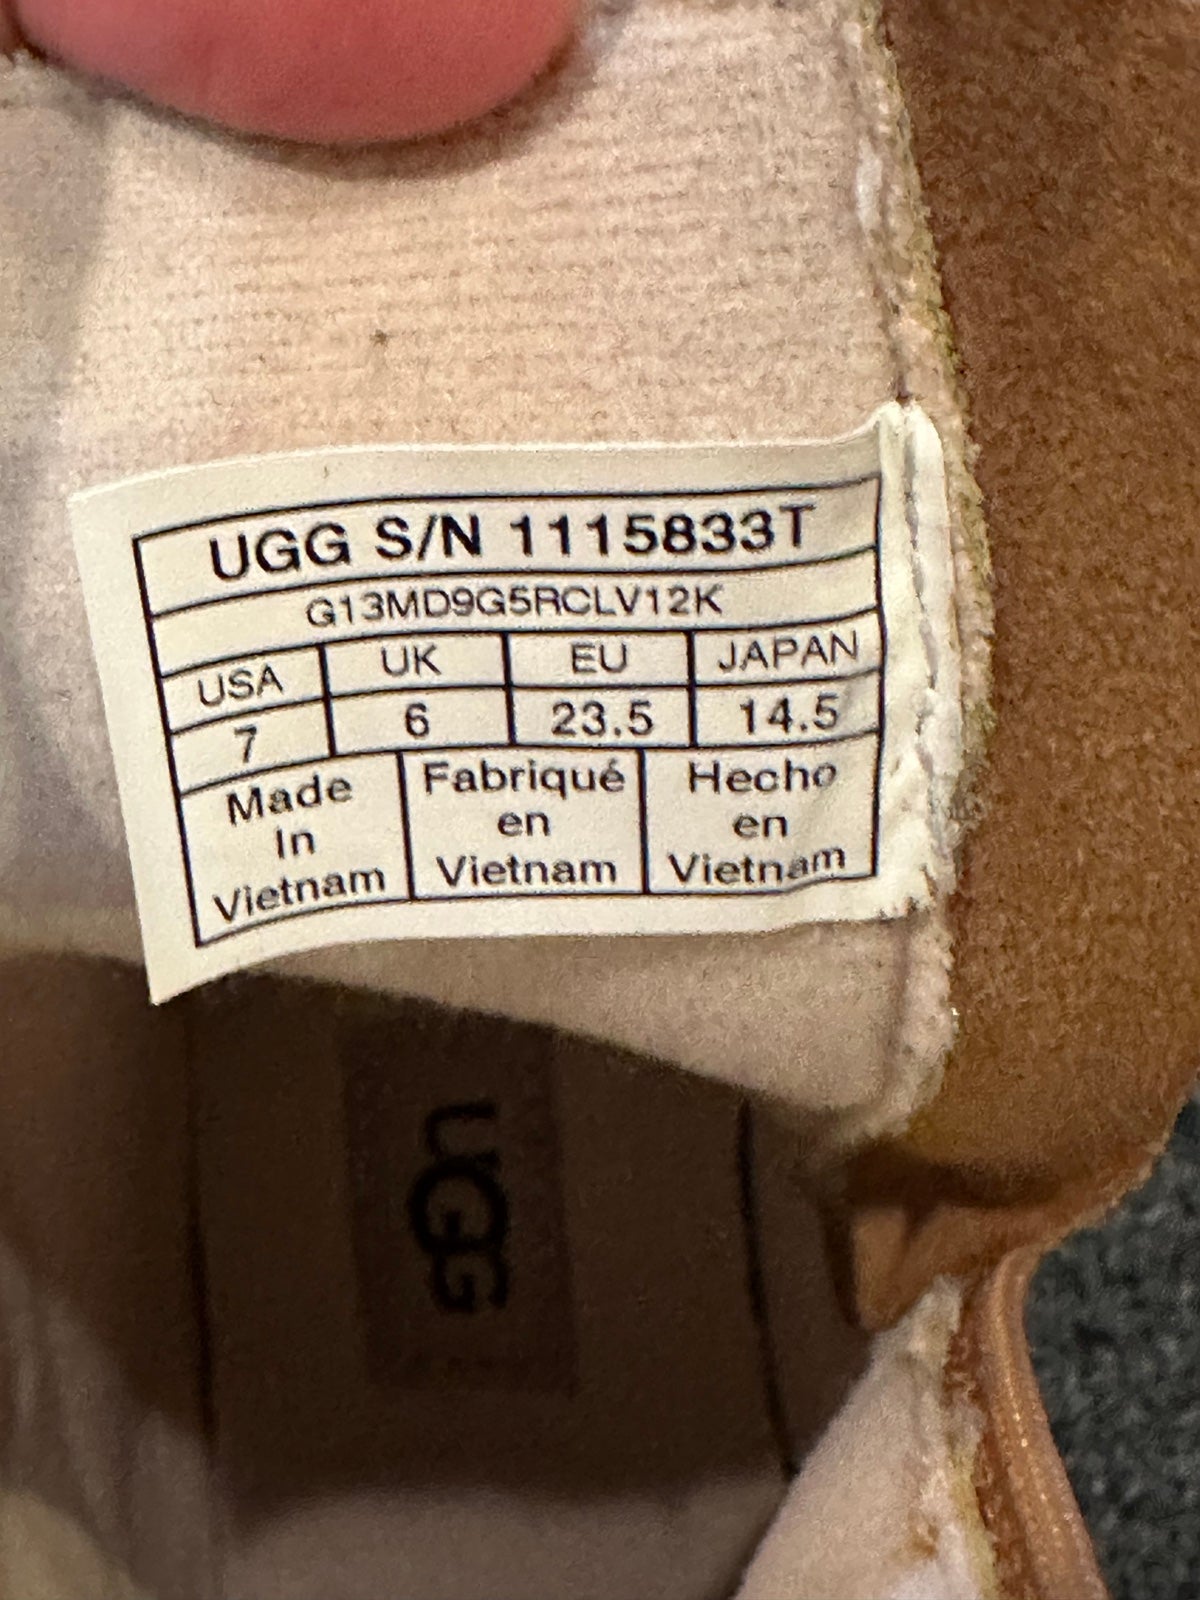 UGG S/N 1115833T
G13MD9G5RCLV12K
USA UK EU JAPAN
7 6 23.5 14.5
Made In Vietnam
Fabriqué en Vietnam
Hecho en Vietnam
UGG